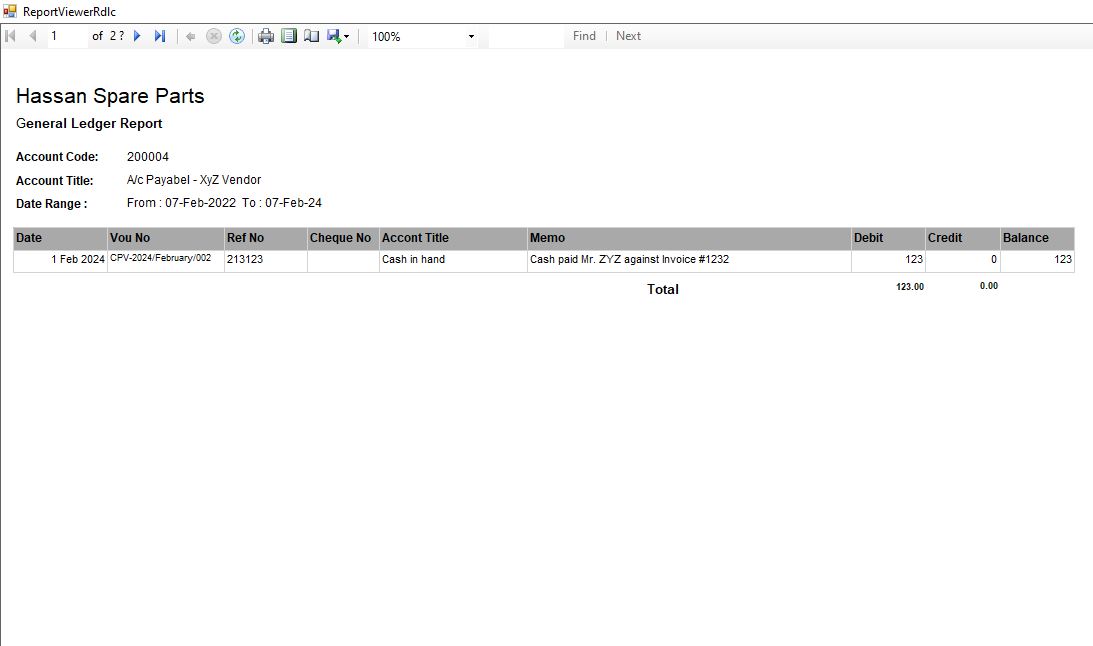 ReportViewerRdlc
1 of 2 ? 100% Find | Next
Hassan Spare Parts
General Ledger Report
Account Code: 200004
Account Title: A/c Payabel - XyZ Vendor
Date Range : From : 07-Feb-2022 To : 07-Feb-24
Date Vou No Ref No Cheque No Accont Title Memo Debit Credit Balance
1 Feb 2024 CPV-2024/February/002 213123 Cash in hand Cash paid Mr. ZYZ against Invoice #1232 123 0 123
Total 123.00 0.00